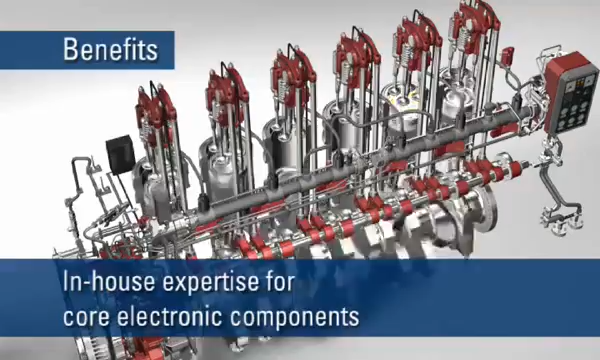 Benefits
In-house expertise for
core electronic components